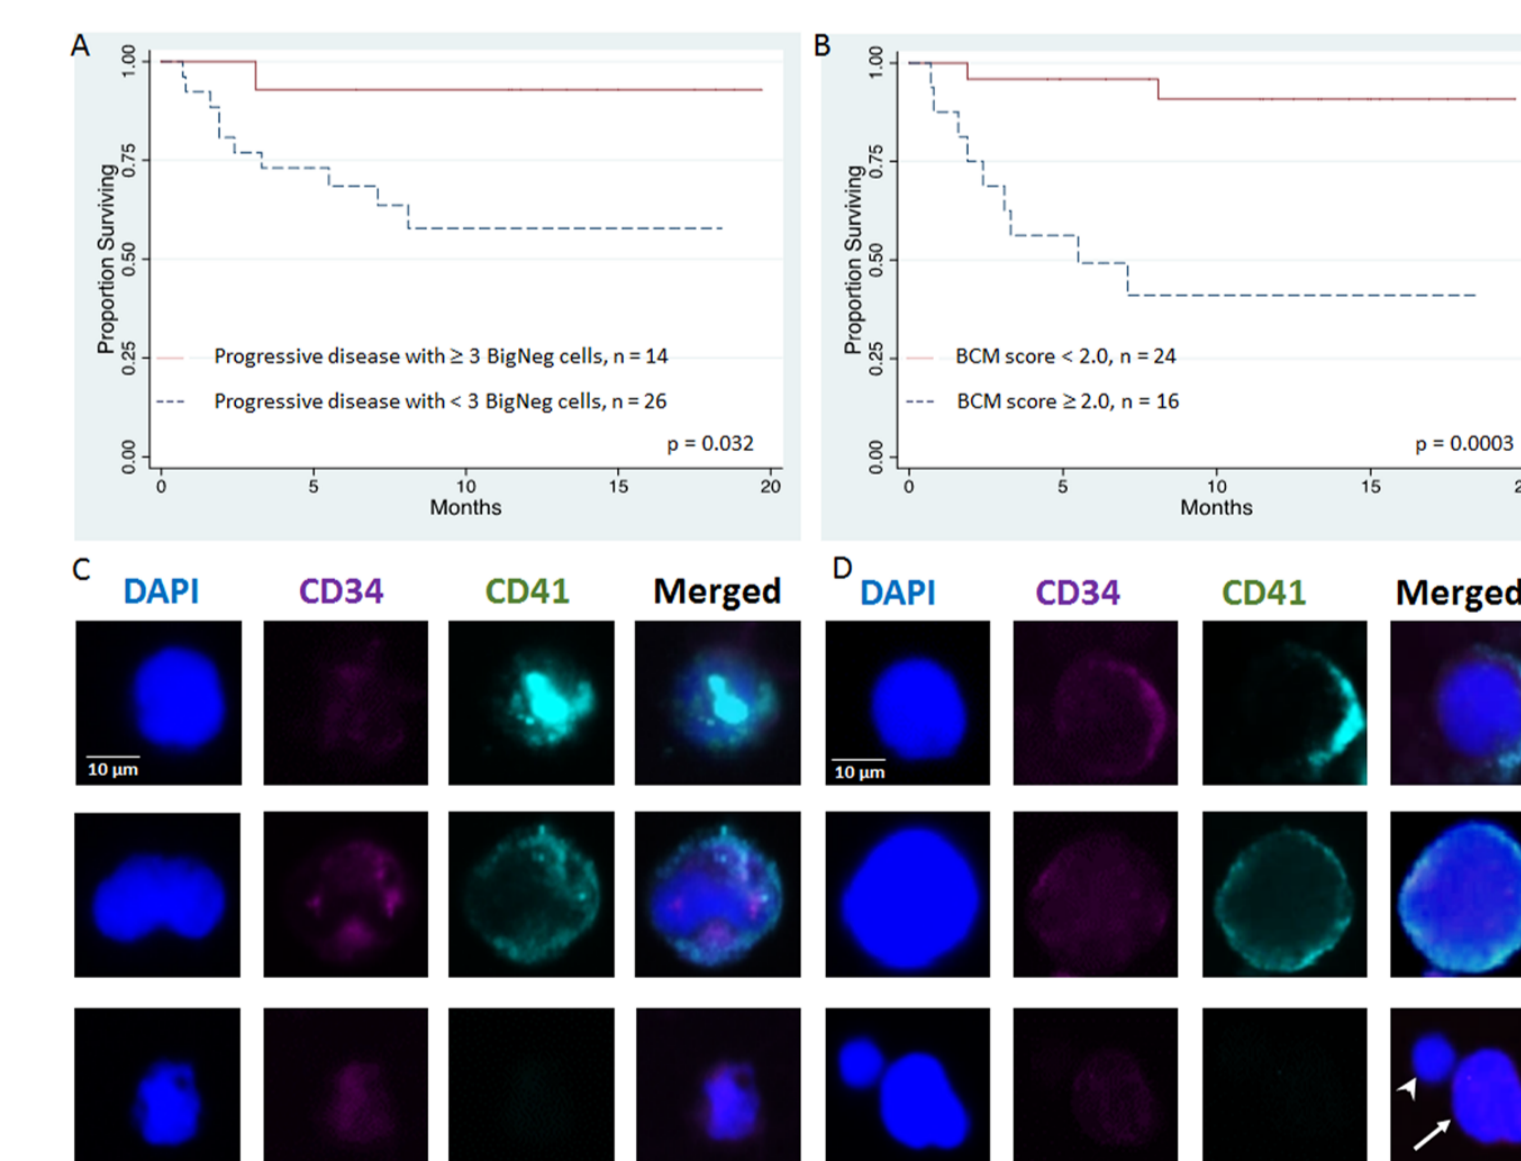 A
1.00
0.75
0.50
0.25
0.00
Proportion Surviving
Progressive disease with ≥ 3 BigNeg cells, n = 14
Progressive disease with < 3 BigNeg cells, n = 26
p = 0.032
0 5 10 15 20
Months
B
1.00
0.75
0.50
0.25
0.00
Proportion Surviving
BCM score < 2.0, n = 24
BCM score ≥ 2.0, n = 16
p = 0.0003
0 5 10 15 2
Months
C
DAPI CD34 CD41 Merged
10 µm
D
DAPI CD34 CD41 Merged
10 µm